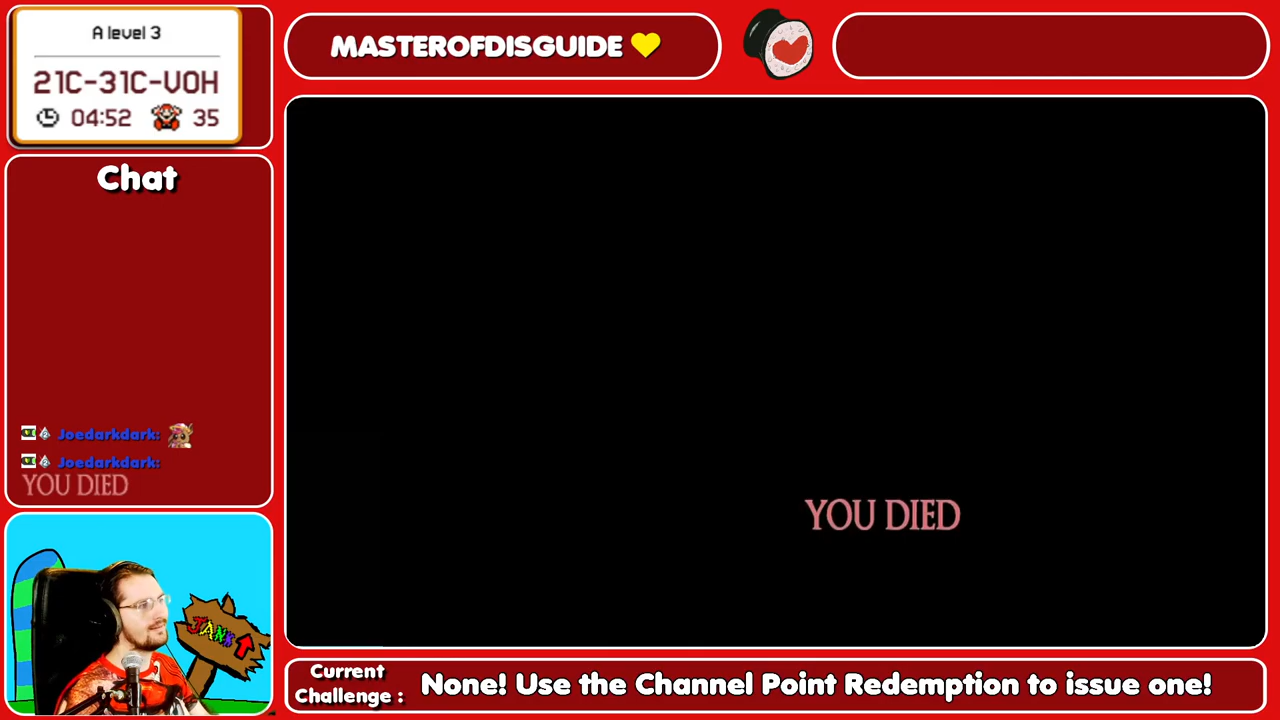 A level 3
21C-31C-V0H
04:52 35
MASTEROFDISGUIDE
Chat
Joedarkdark:
Joedarkdark:
YOU DIED
YOU DIED
JANK
Current
Challenge :
None! Use the Channel Point Redemption to issue one!